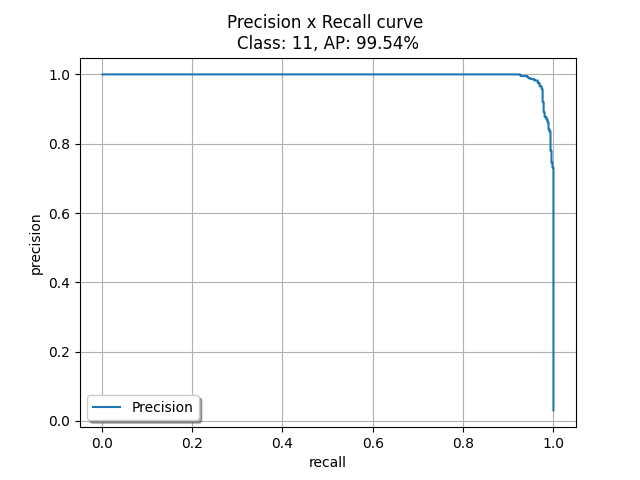 Precision x Recall curve
Class: 11, AP: 99.54%
1.0
0.8
0.6
0.4
0.2
0.0
precision
Precision
0.0 0.2 0.4 0.6 0.8 1.0
recall